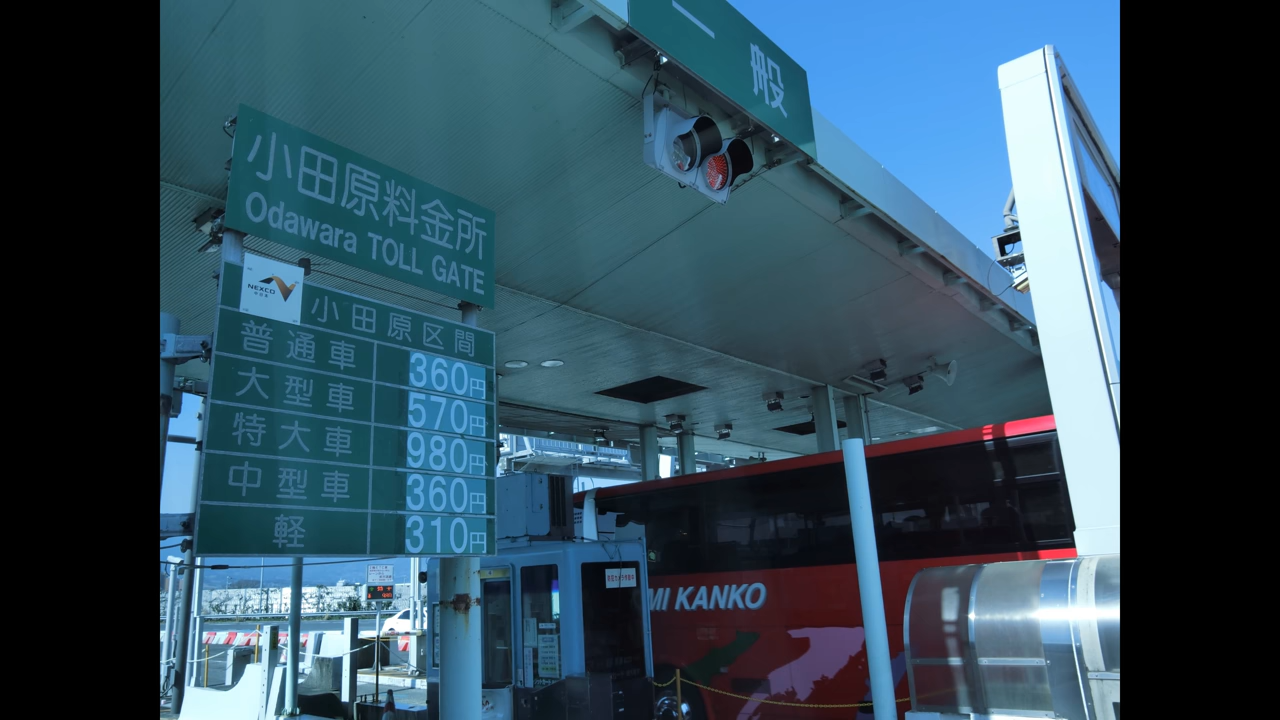 一般
小田原料金所
Odawara TOLL GATE
NEXCO
小田原区間
普通車 360円
大型車 570円
特大車 980円
中型車 360円
軽 310円
MI KANKO